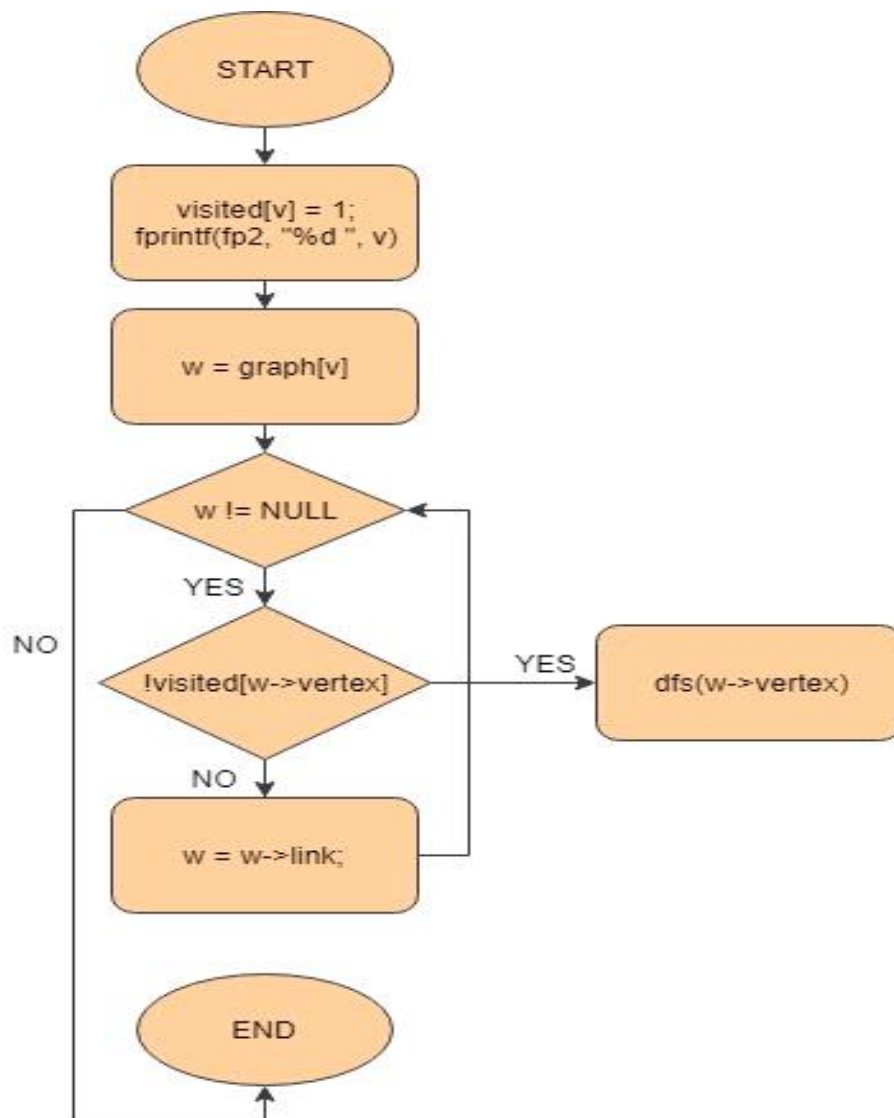 START
visited[v] = 1;
fprintf(fp2, "%d ", v)
w = graph[v]
w != NULL
YES
NO
!visited[w->vertex]
YES
dfs(w->vertex)
NO
w = w->link;
END